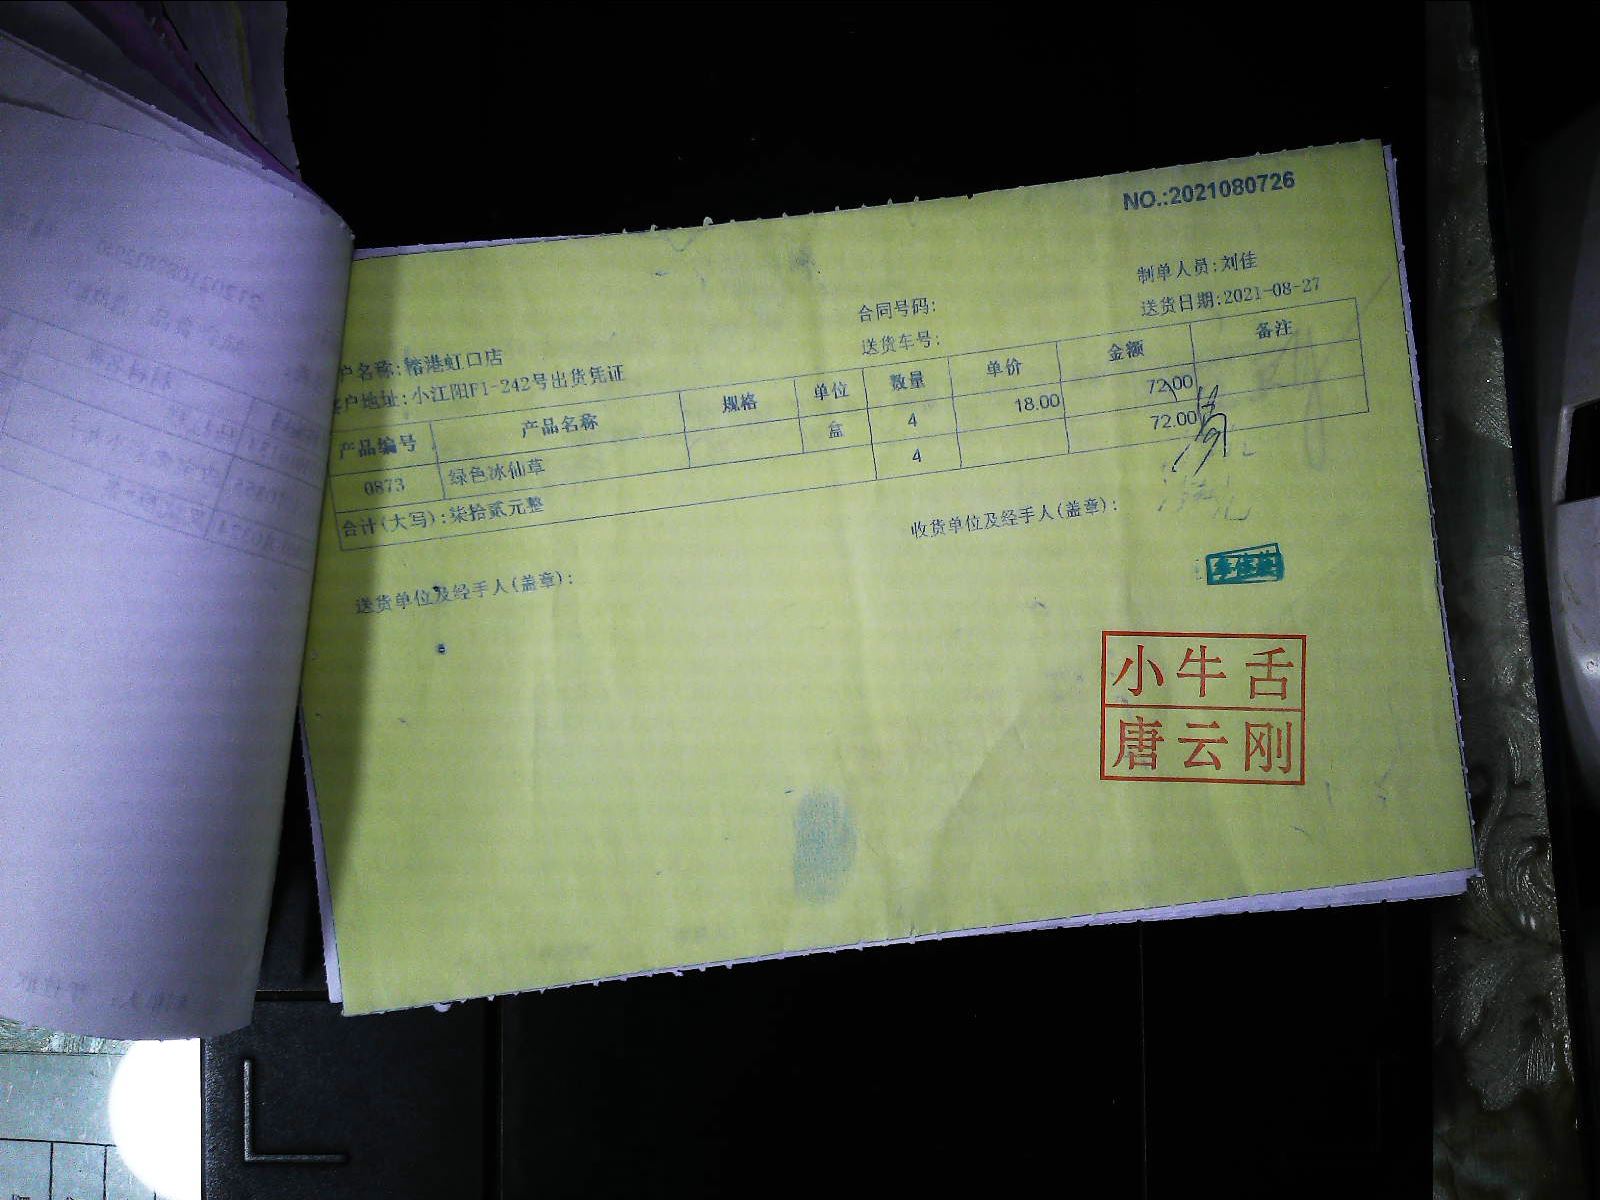 NO.:2021080726
制单人员:刘佳
合同号码:
送货日期:2021-08-27
户名称:榕港虹口店
送货车号:
客户地址:小江阳F1-242号出货凭证
产品编号 产品名称 规格 单位 数量 单价 金额 备注
0873 绿色冰仙草 盒 4 18.00 72.00
合计(大写):柒拾贰元整 4 72.00
送货单位及经手人(盖章):
收货单位及经手人(盖章):
小牛舌
唐云刚